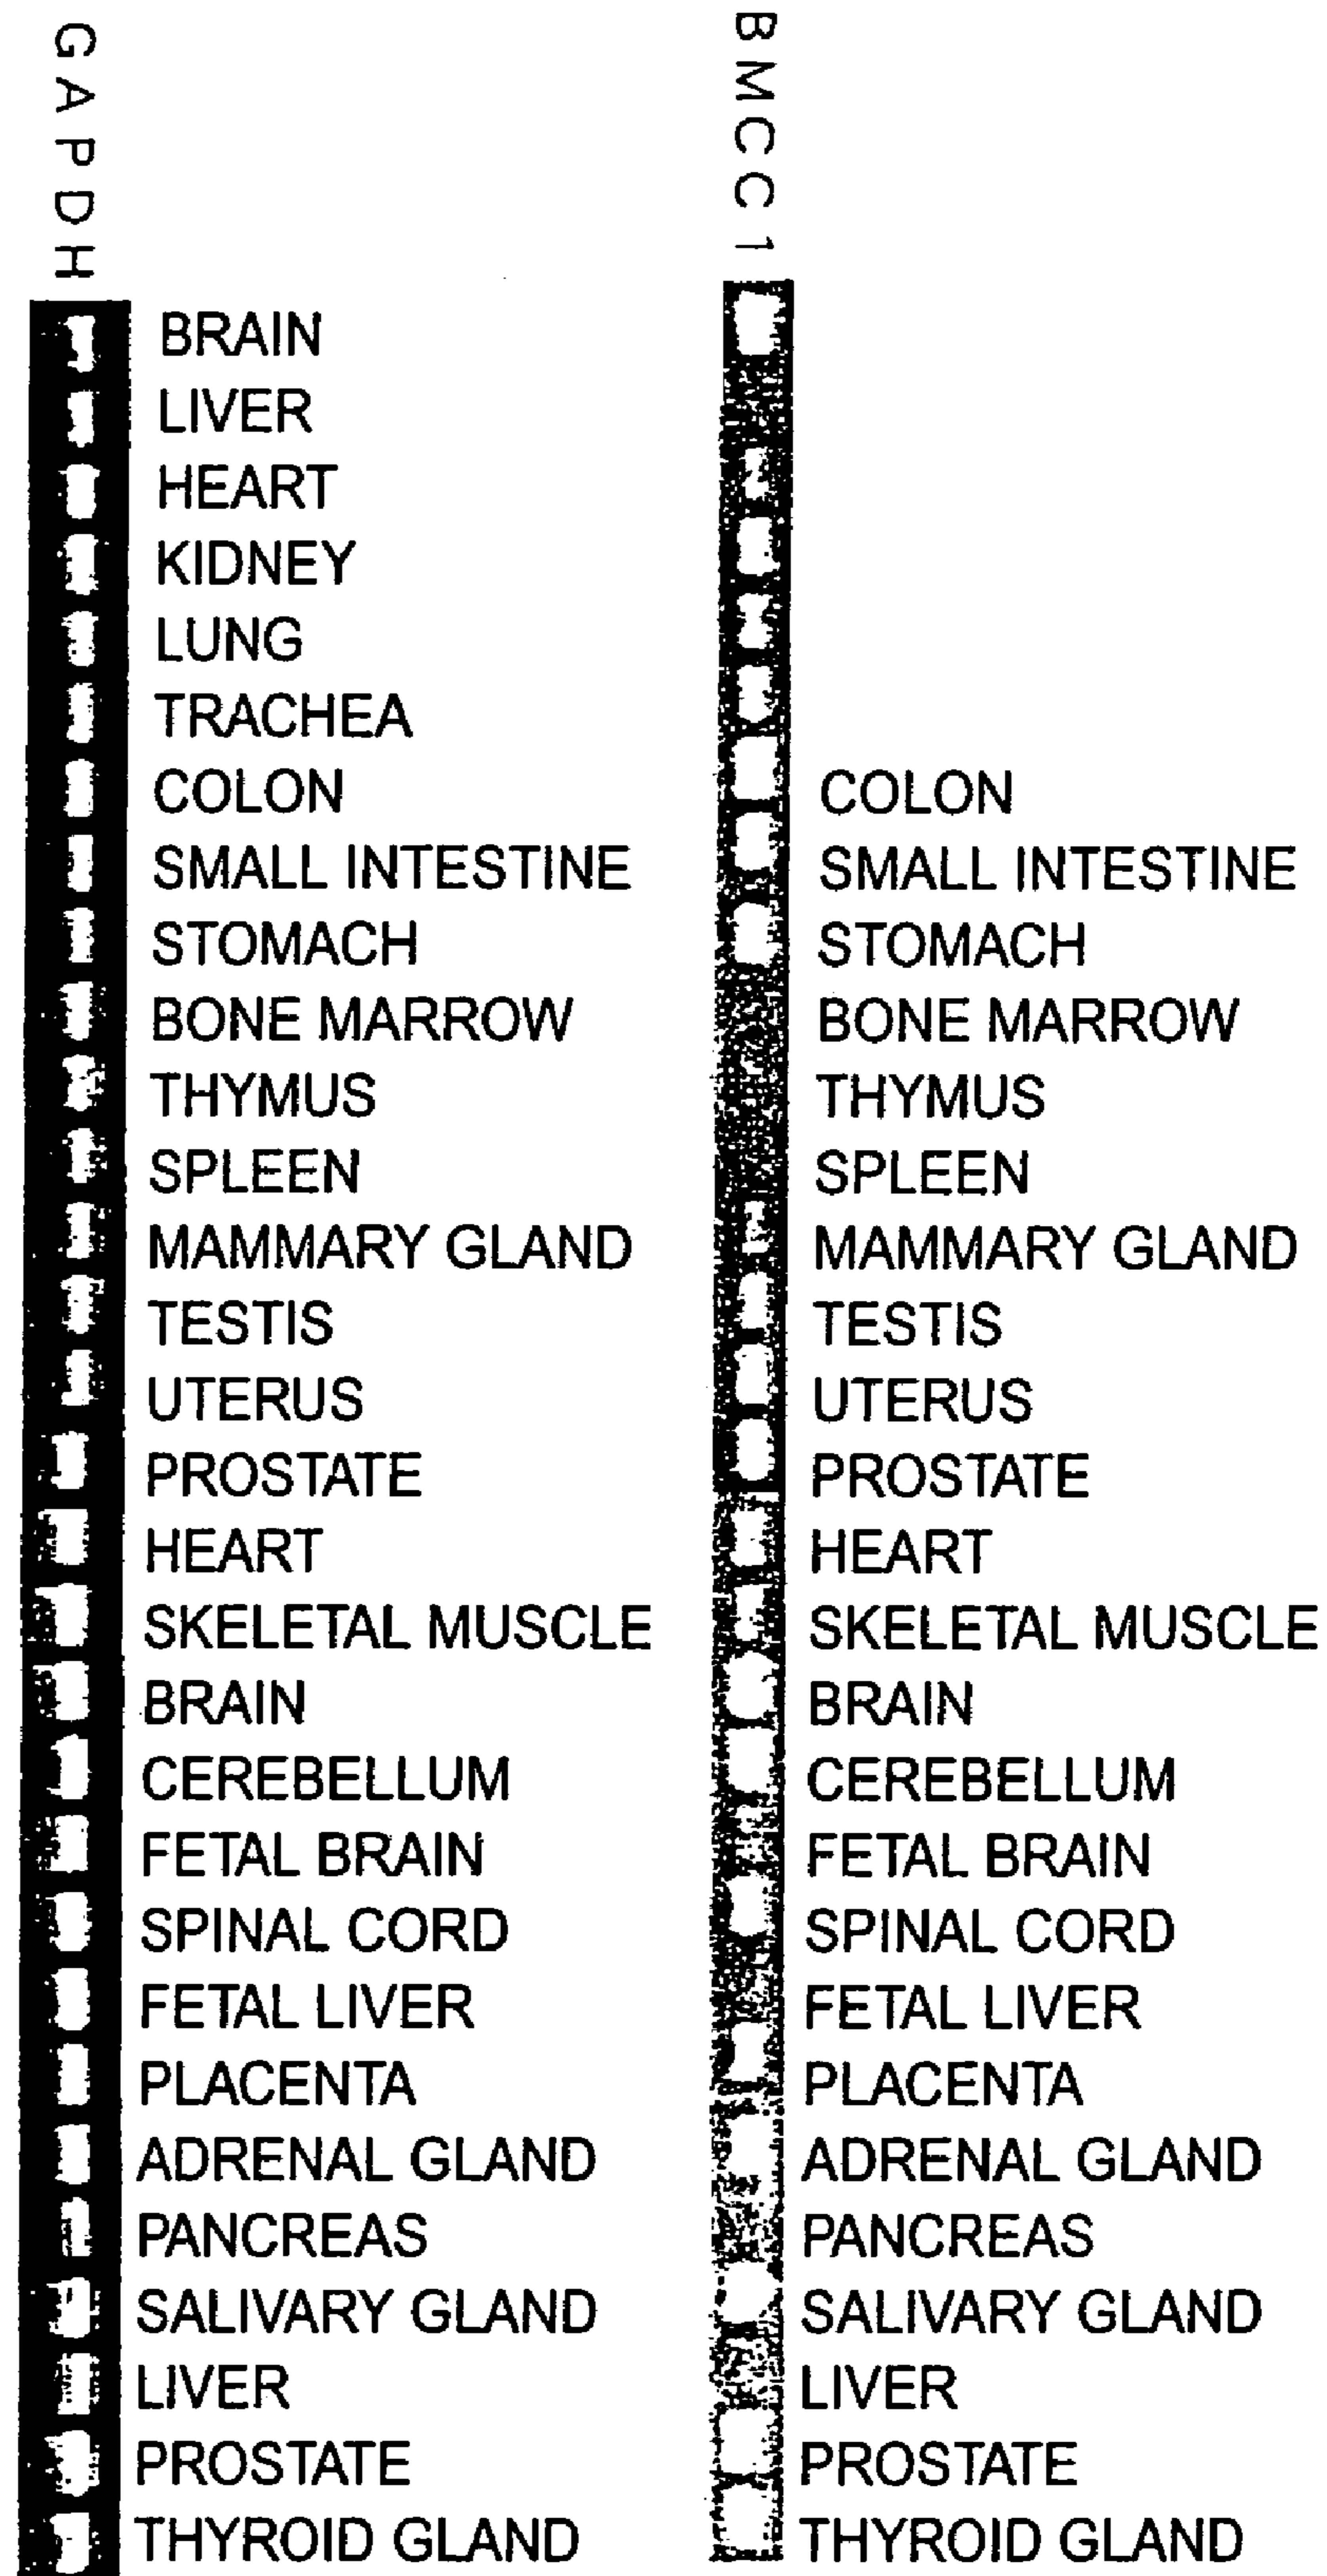 GAPDH
BRAIN
LIVER
HEART
KIDNEY
LUNG
TRACHEA
COLON
SMALL INTESTINE
STOMACH
BONE MARROW
THYMUS
SPLEEN
MAMMARY GLAND
TESTIS
UTERUS
PROSTATE
HEART
SKELETAL MUSCLE
BRAIN
CEREBELLUM
FETAL BRAIN
SPINAL CORD
FETAL LIVER
PLACENTA
ADRENAL GLAND
PANCREAS
SALIVARY GLAND
LIVER
PROSTATE
THYROID GLAND
BMCC1
COLON
SMALL INTESTINE
STOMACH
BONE MARROW
THYMUS
SPLEEN
MAMMARY GLAND
TESTIS
UTERUS
PROSTATE
HEART
SKELETAL MUSCLE
BRAIN
CEREBELLUM
FETAL BRAIN
SPINAL CORD
FETAL LIVER
PLACENTA
ADRENAL GLAND
PANCREAS
SALIVARY GLAND
LIVER
PROSTATE
THYROID GLAND